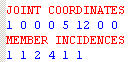 JOINT COORDINATES
1 0 0 0 5 12 0 0
MEMBER INCIDENCES
1 1 2 4 1 1